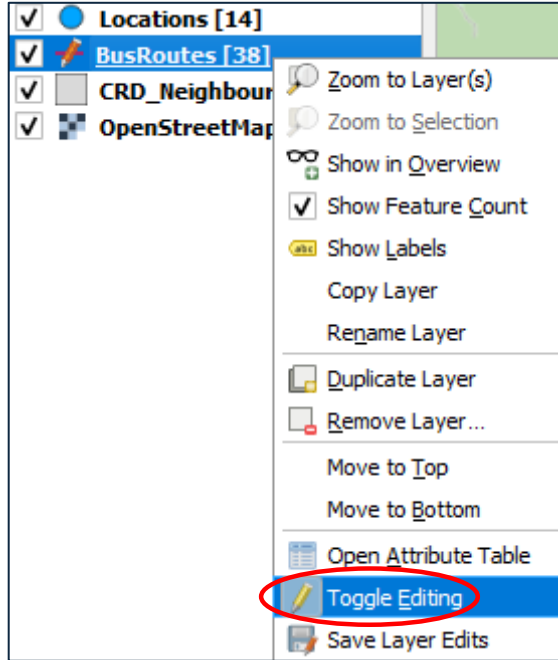 Locations [14]
BusRoutes [38]
CRD_Neighbour
OpenStreetMap
Zoom to Layer(s)
Zoom to Selection
Show in Overview
Show Feature Count
abc Show Labels
Copy Layer
Rename Layer
Duplicate Layer
Remove Layer...
Move to Top
Move to Bottom
Open Attribute Table
Toggle Editing
Save Layer Edits